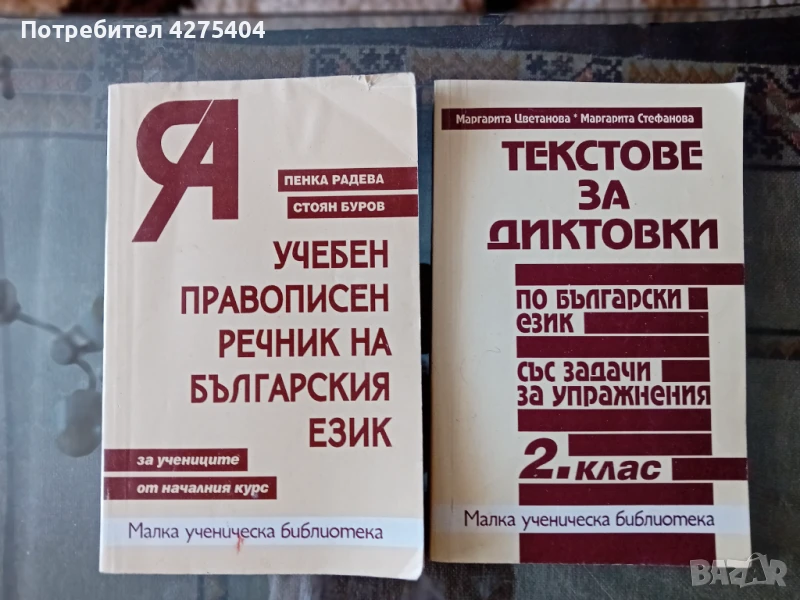 Потребител 4275404
ЯА
ПЕНКА РАДЕВА
СТОЯН БУРОВ
УЧЕБЕН
ПРАВОПИСЕН
РЕЧНИК НА
БЪЛГАРСКИЯ
ЕЗИК
за учениците
от началния курс
Малка ученическа библиотека
Маргарита Цветанова * Маргарита Стефанова
ТЕКСТОВЕ
ЗА
ДИКТОВКИ
ПО БЪЛГАРСКИ
ЕЗИК
СЪС ЗАДАЧИ
ЗА УПРАЖНЕНИЯ
2. клас
Малка ученическа библиотека
BAZAR